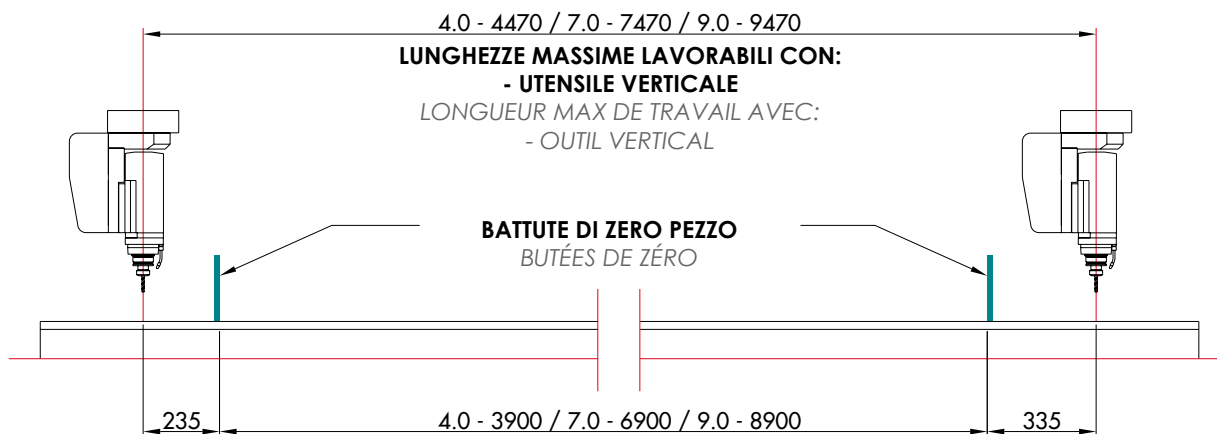 4.0 - 4470 / 7.0 - 7470 / 9.0 - 9470
LUNGHEZZE MASSIME LAVORABILI CON:
- UTENSILE VERTICALE
LONGUEUR MAX DE TRAVAIL AVEC:
- OUTIL VERTICAL
BATTUTE DI ZERO PEZZO
BUTÉES DE ZÉRO
235
4.0 - 3900 / 7.0 - 6900 / 9.0 - 8900
335